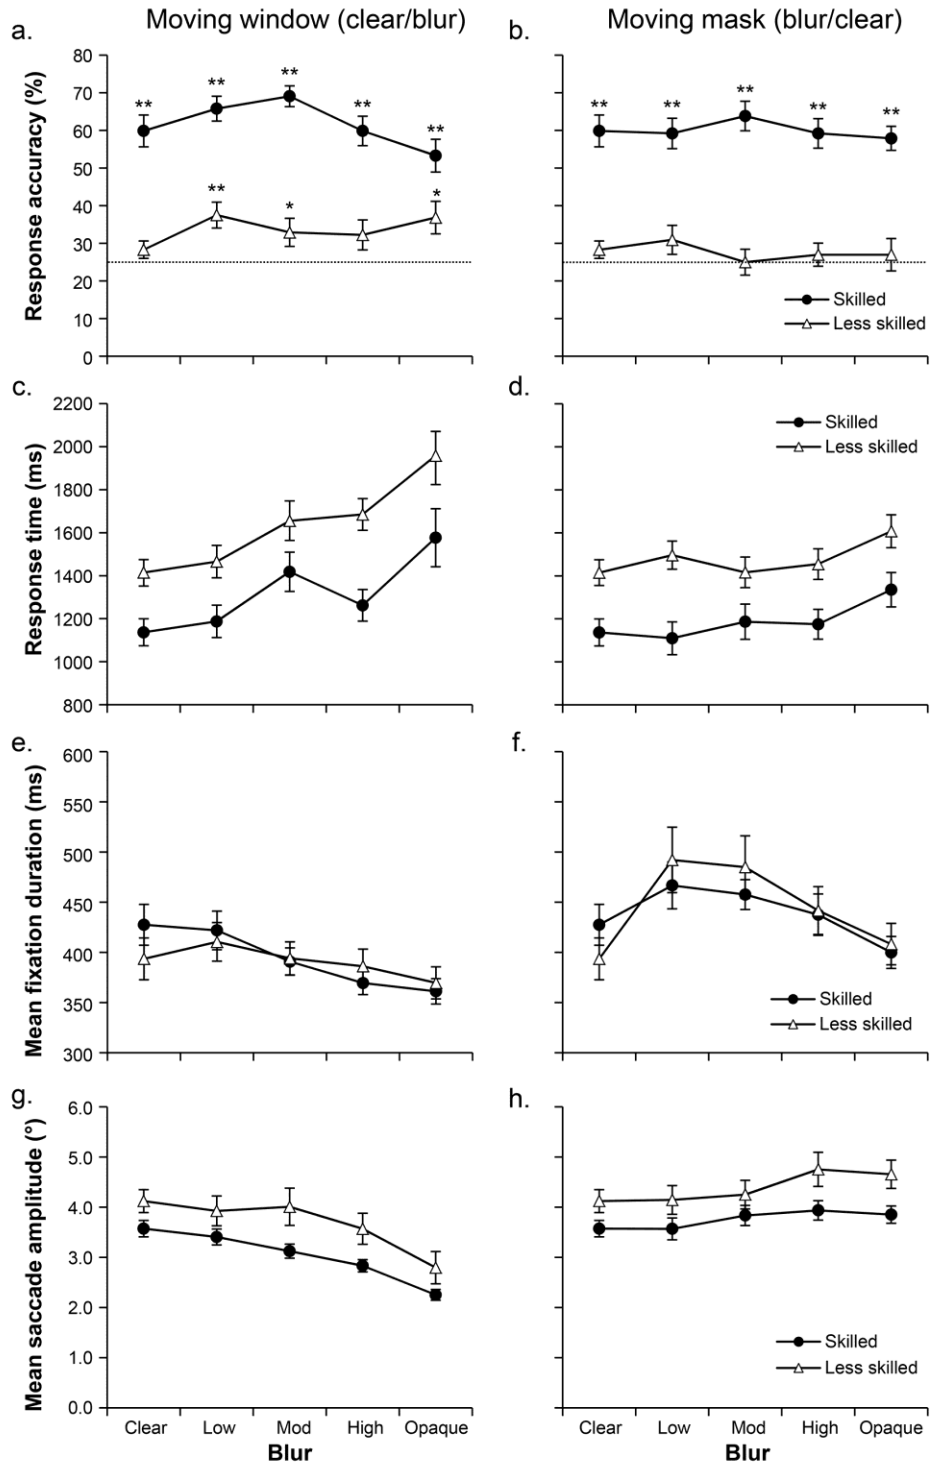 a. Moving window (clear/blur)
b. Moving mask (blur/clear)
Response accuracy (%)
80
70
60
50
40
30
20
10
0
** ** ** ** **
** * *
** ** ** ** **
Skilled
Less skilled
c.
d.
Response time (ms)
2200
2000
1800
1600
1400
1200
1000
800
Skilled
Less skilled
e.
f.
Mean fixation duration (ms)
600
550
500
450
400
350
300
Skilled
Less skilled
g.
h.
Mean saccade amplitude (°)
6.0
5.0
4.0
3.0
2.0
1.0
0.0
Skilled
Less skilled
Clear Low Mod High Opaque
Blur
Clear Low Mod High Opaque
Blur